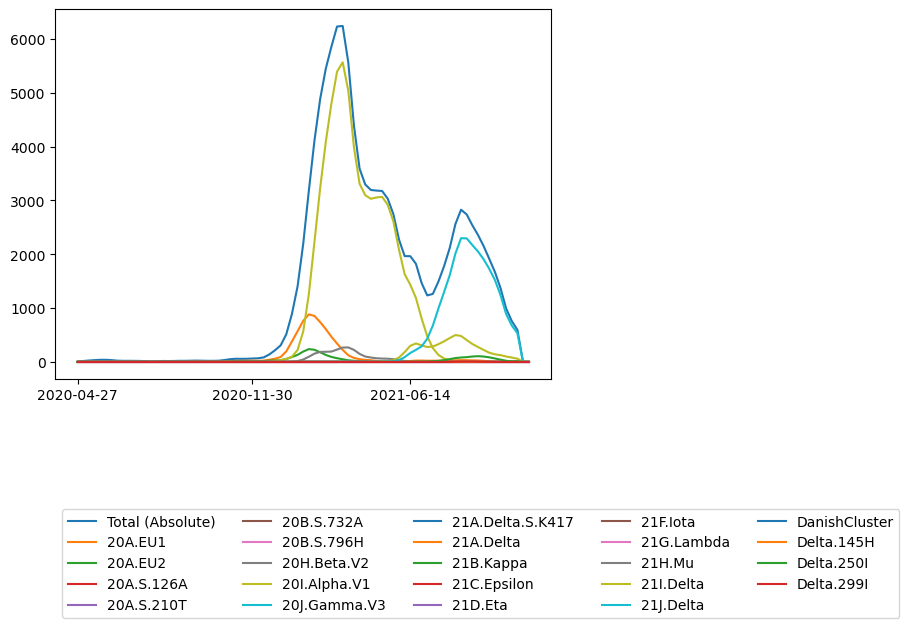 6000
5000
4000
3000
2000
1000
0
2020-04-27 2020-11-30 2021-06-14
Total (Absolute) 20B.S.732A 21A.Delta.S.K417 21F.Iota DanishCluster
20A.EU1 20B.S.796H 21A.Delta 21G.Lambda Delta.145H
20A.EU2 20H.Beta.V2 21B.Kappa 21H.Mu Delta.250I
20A.S.126A 20I.Alpha.V1 21C.Epsilon 21I.Delta Delta.299I
20A.S.210T 20J.Gamma.V3 21D.Eta 21J.Delta